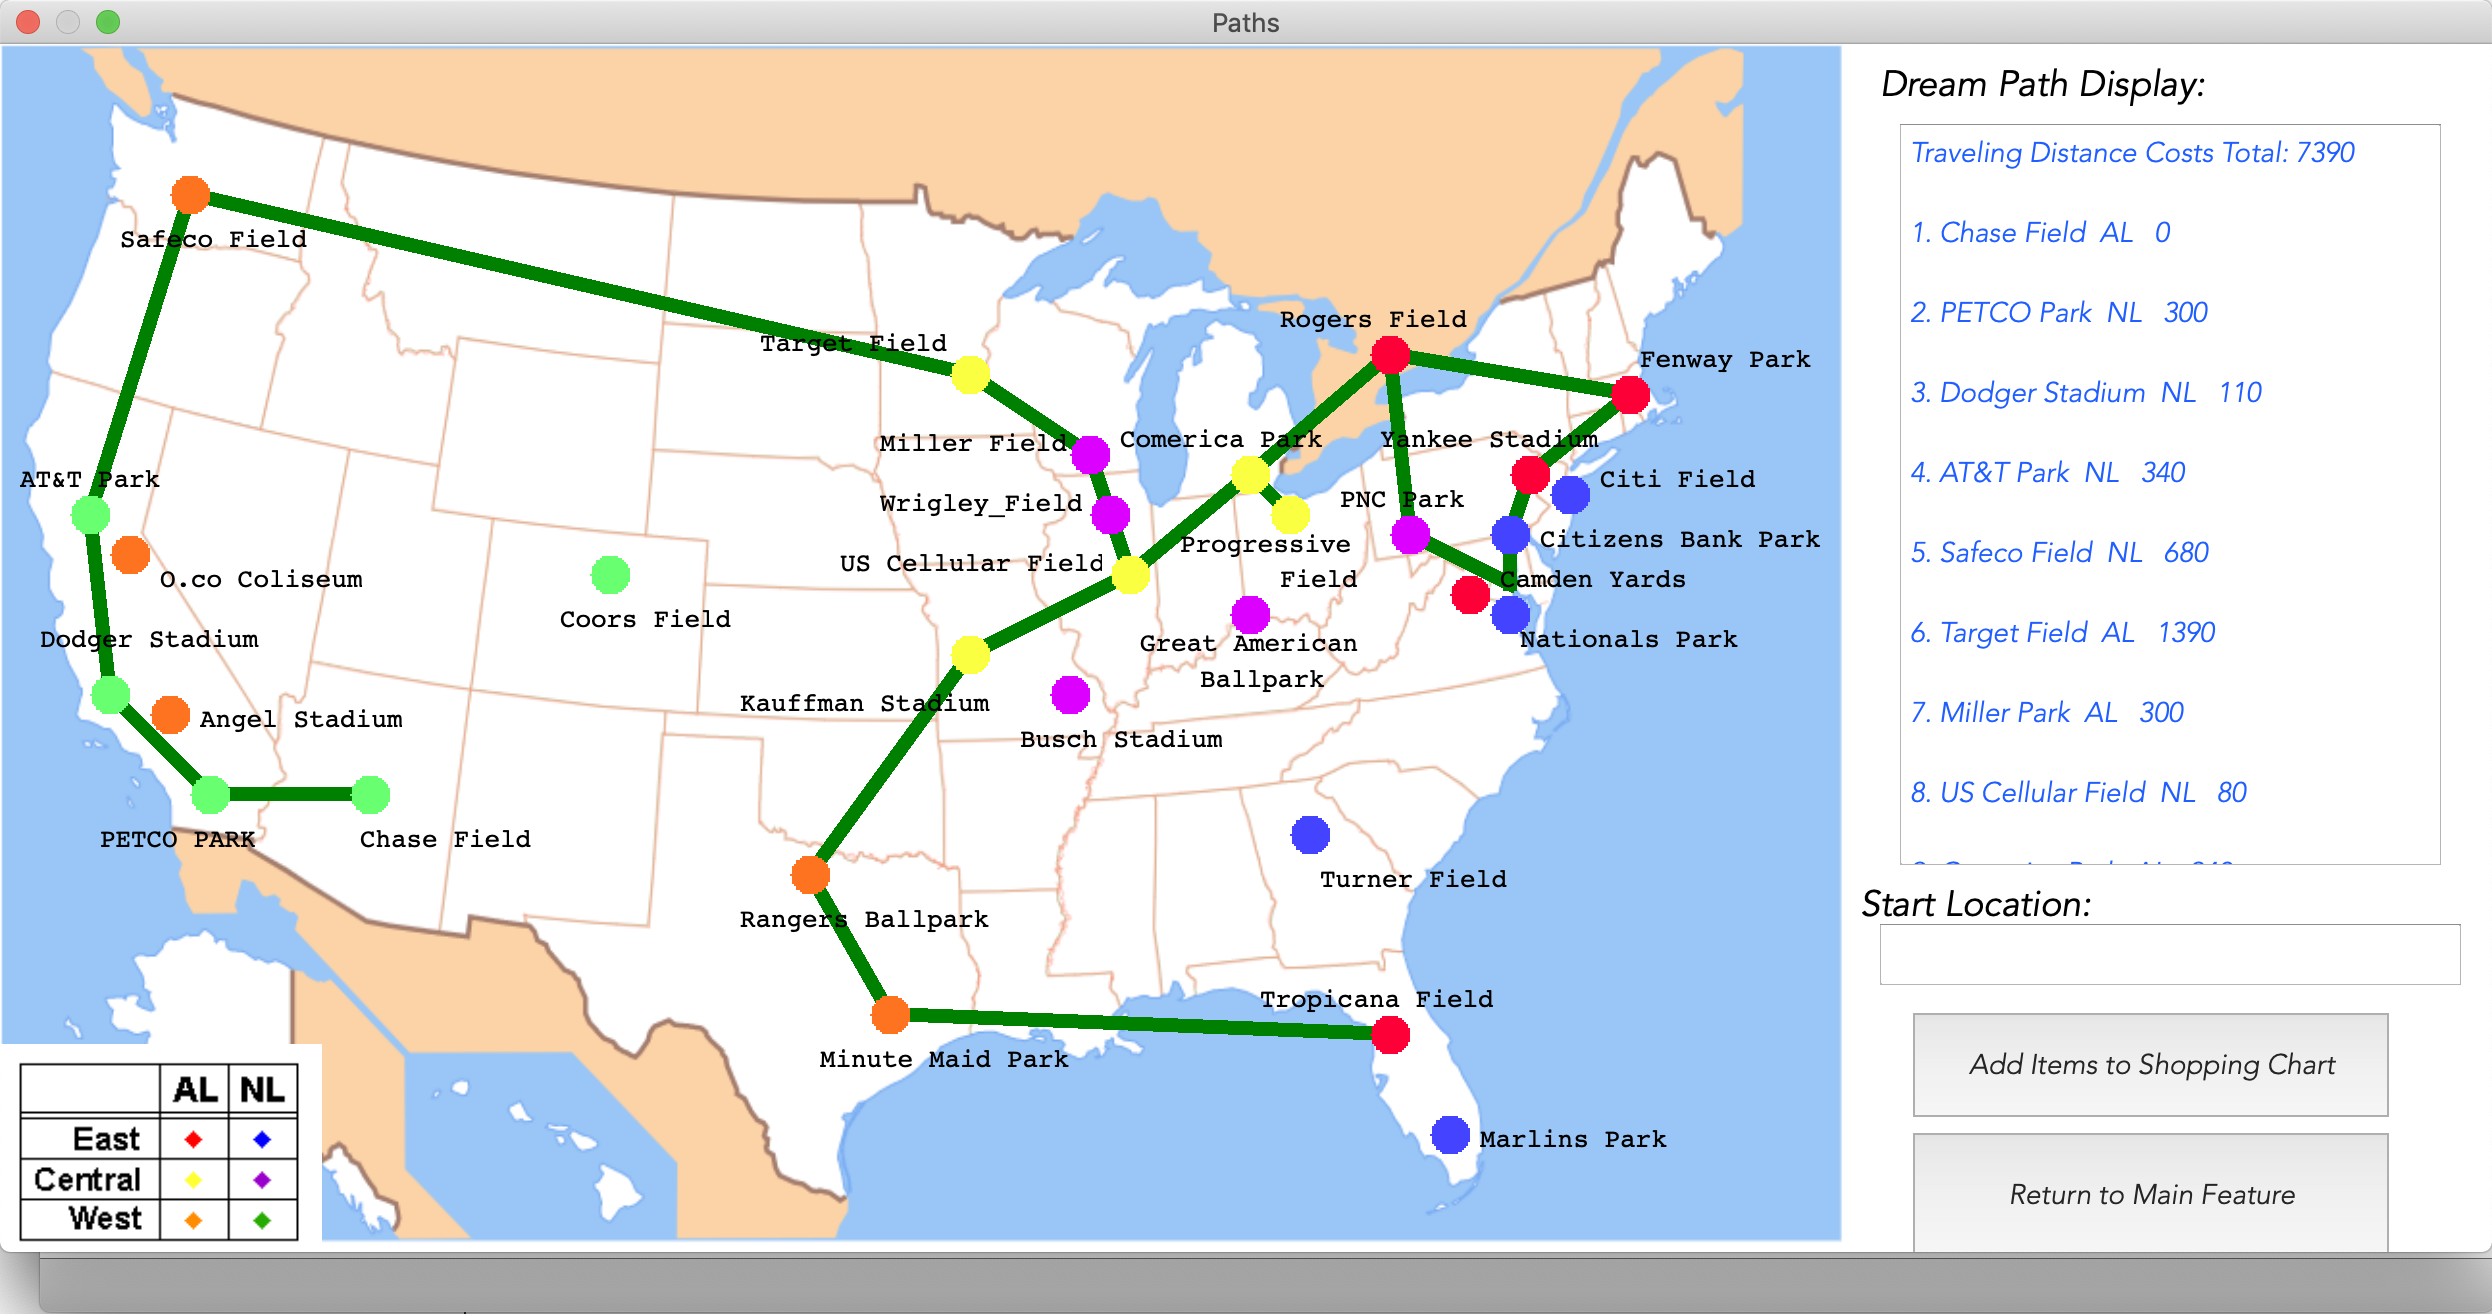 Paths
Safeco Field
Target Field
Rogers Field
Fenway Park
Miller Field
Comerica Park
Yankee Stadium
AT&T Park
Citi Field
Wrigley_Field
PNC Park
Citizens Bank Park
Progressive
Field
US Cellular Field
O.co Coliseum
Camden Yards
Coors Field
Dodger Stadium
Great American
Ballpark
Nationals Park
Kauffman Stadium
Angel Stadium
Busch Stadium
PETCO PARK
Chase Field
Turner Field
Rangers Ballpark
Tropicana Field
Minute Maid Park
Marlins Park
AL NL
East
Central
West
Dream Path Display:
Traveling Distance Costs Total: 7390
1. Chase Field AL 0
2. PETCO Park NL 300
3. Dodger Stadium NL 110
4. AT&T Park NL 340
5. Safeco Field NL 680
6. Target Field AL 1390
7. Miller Park AL 300
8. US Cellular Field NL 80
Start Location:
Add Items to Shopping Chart
Return to Main Feature